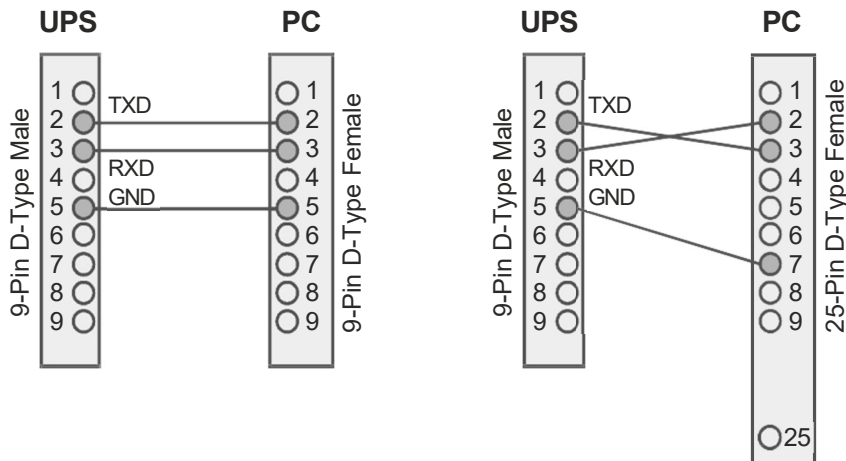 UPS
PC
9-Pin D-Type Male
1
2
3
4
5
6
7
8
9
TXD
RXD
GND
1
2
3
4
5
6
7
8
9
9-Pin D-Type Female
UPS
PC
9-Pin D-Type Male
1
2
3
4
5
6
7
8
9
TXD
RXD
GND
1
2
3
4
5
6
7
8
9
25
25-Pin D-Type Female